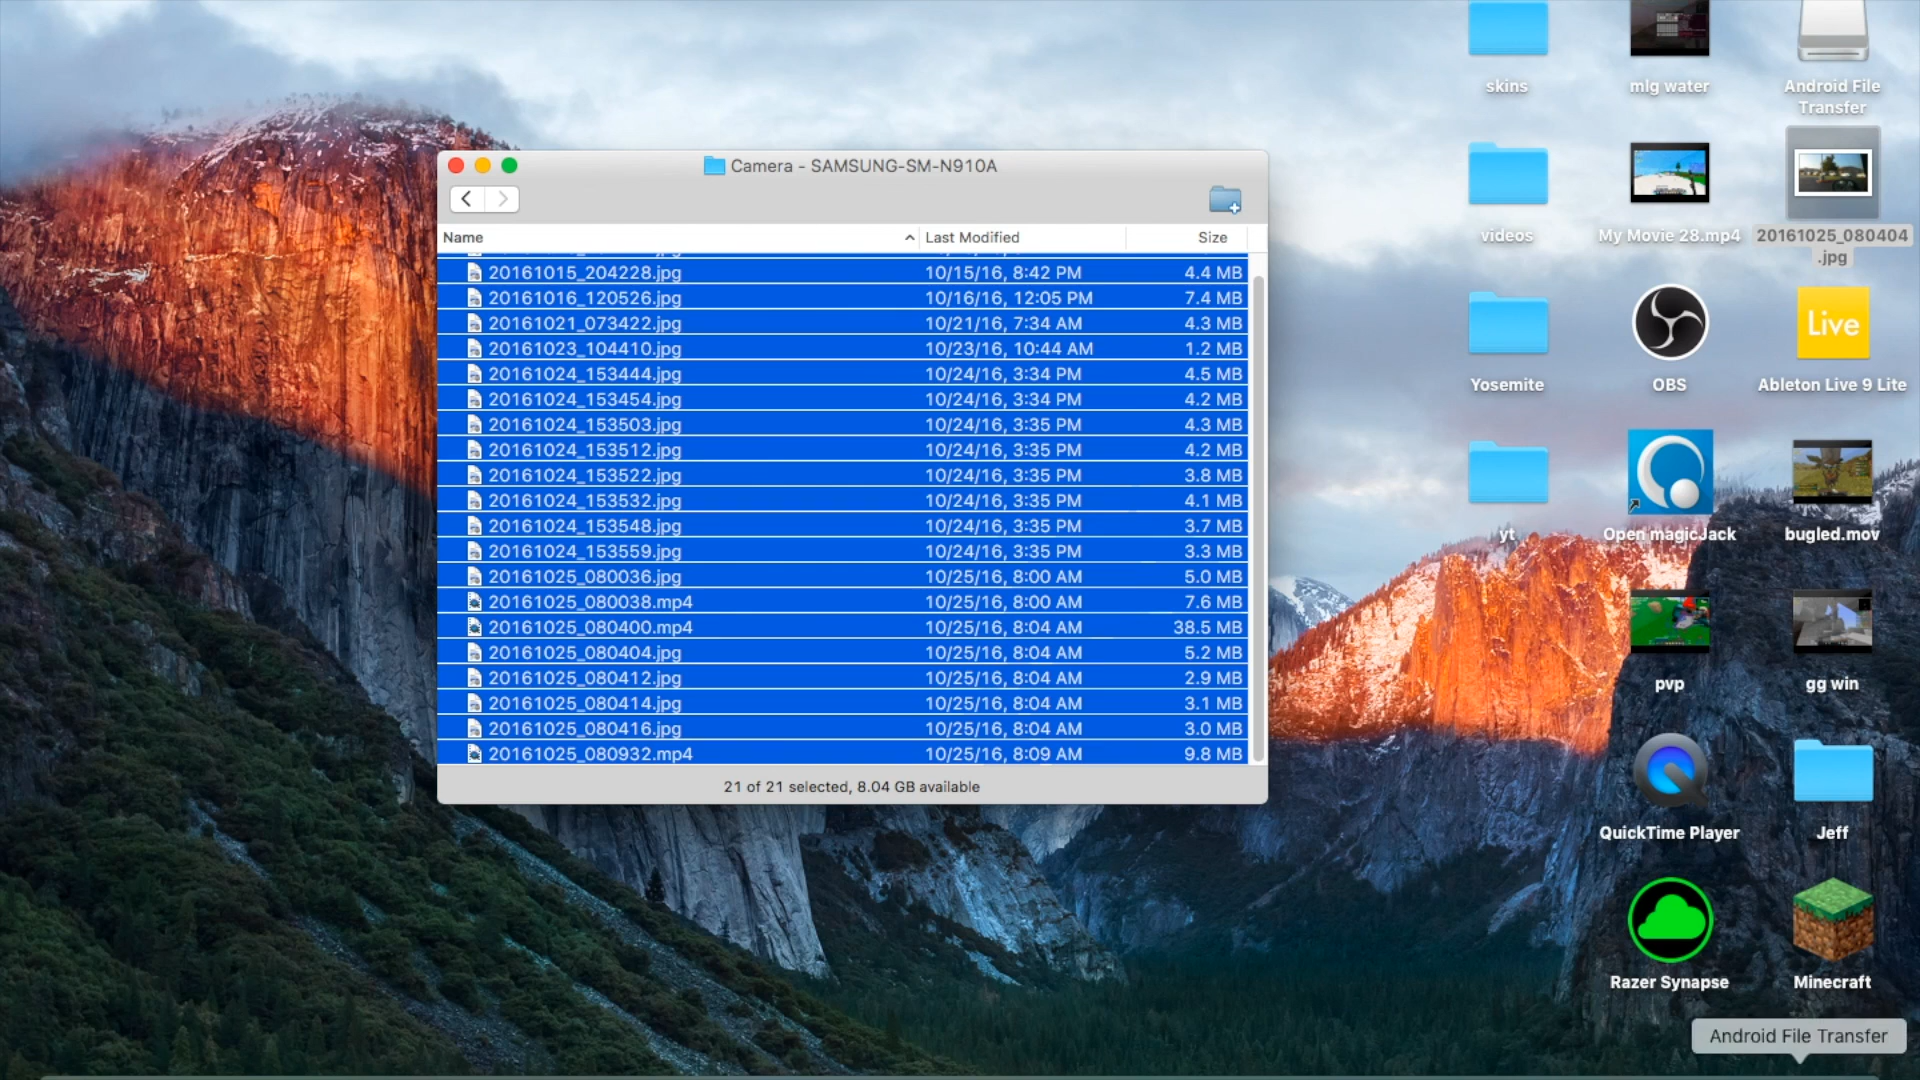 Camera - SAMSUNG-SM-N910A
Name Last Modified Size
20161015_204228.jpg 10/15/16, 8:42 PM 4.4 MB
20161016_120526.jpg 10/16/16, 12:05 PM 7.4 MB
20161021_073422.jpg 10/21/16, 7:34 AM 4.3 MB
20161023_104410.jpg 10/23/16, 10:44 AM 1.2 MB
20161024_153444.jpg 10/24/16, 3:34 PM 4.5 MB
20161024_153454.jpg 10/24/16, 3:34 PM 4.2 MB
20161024_153503.jpg 10/24/16, 3:35 PM 4.3 MB
20161024_153512.jpg 10/24/16, 3:35 PM 4.2 MB
20161024_153522.jpg 10/24/16, 3:35 PM 3.8 MB
20161024_153532.jpg 10/24/16, 3:35 PM 4.1 MB
20161024_153548.jpg 10/24/16, 3:35 PM 3.7 MB
20161024_153559.jpg 10/24/16, 3:35 PM 3.3 MB
20161025_080036.jpg 10/25/16, 8:00 AM 5.0 MB
20161025_080038.mp4 10/25/16, 8:00 AM 7.6 MB
20161025_080400.mp4 10/25/16, 8:04 AM 38.5 MB
20161025_080404.jpg 10/25/16, 8:04 AM 5.2 MB
20161025_080412.jpg 10/25/16, 8:04 AM 2.9 MB
20161025_080414.jpg 10/25/16, 8:04 AM 3.1 MB
20161025_080416.jpg 10/25/16, 8:04 AM 3.0 MB
20161025_080932.mp4 10/25/16, 8:09 AM 9.8 MB
21 of 21 selected, 8.04 GB available
skins
mlg water
Android File
Transfer
videos
My Movie 28.mp4
20161025_080404
.jpg
Yosemite
OBS
Live
Ableton Live 9 Lite
yt
Open magicJack
bugled.mov
pvp
gg win
QuickTime Player
Jeff
Razer Synapse
Minecraft
Android File Transfer